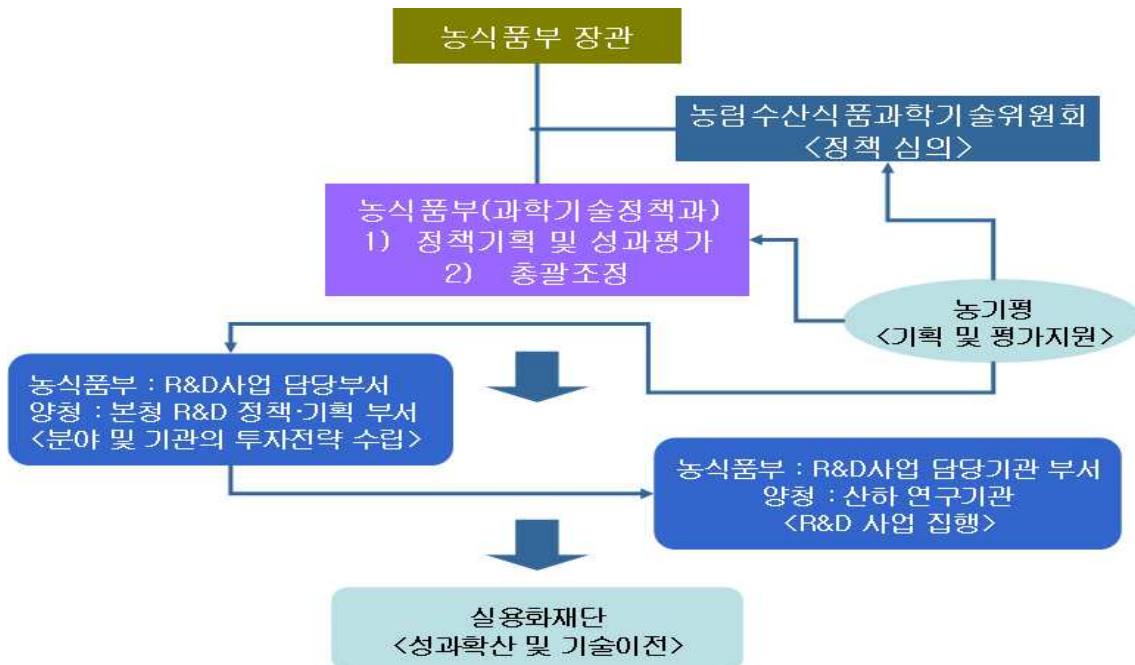 농식품부 장관
농림수산식품과학기술위원회
<정책 심의>
농식품부(과학기술정책과)
1) 정책기획 및 성과평가
2) 총괄조정
농기평
<기획 및 평가지원>
농식품부 : R&D사업 담당부서
양청 : 본청 R&D 정책·기획 부서
<분야 및 기관의 투자전략 수립>
농식품부 : R&D사업 담당기관 부서
양청 : 산하 연구기관
<R&D 사업 집행>
실용화재단
<성과확산 및 기술이전>